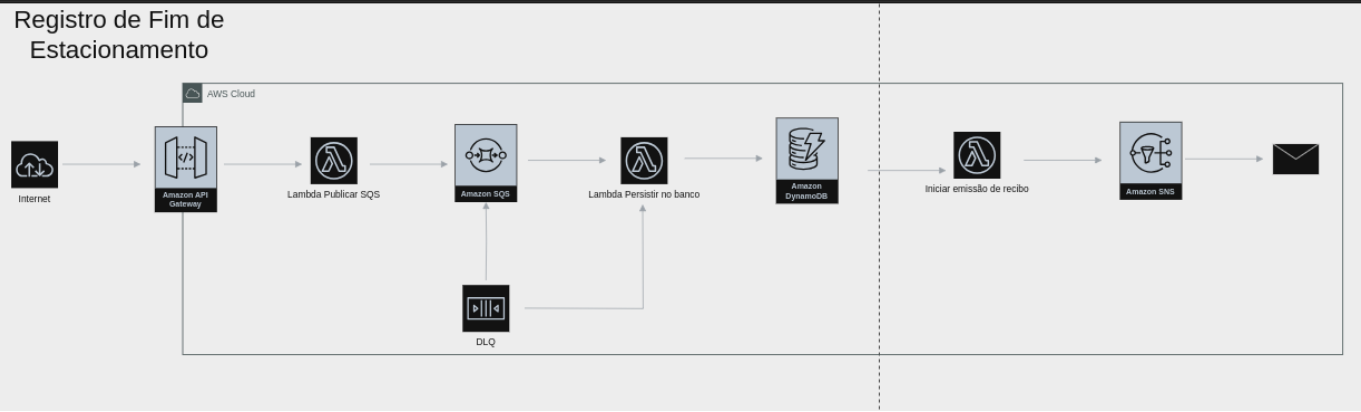 Registro de Fim de
Estacionamento
AWS Cloud
Internet
Amazon API
Gateway
Lambda Publicar SQS
Amazon SQS
Lambda Persistir no banco
Amazon
DynamoDB
Iniciar emissão de recibo
Amazon SNS
DLQ